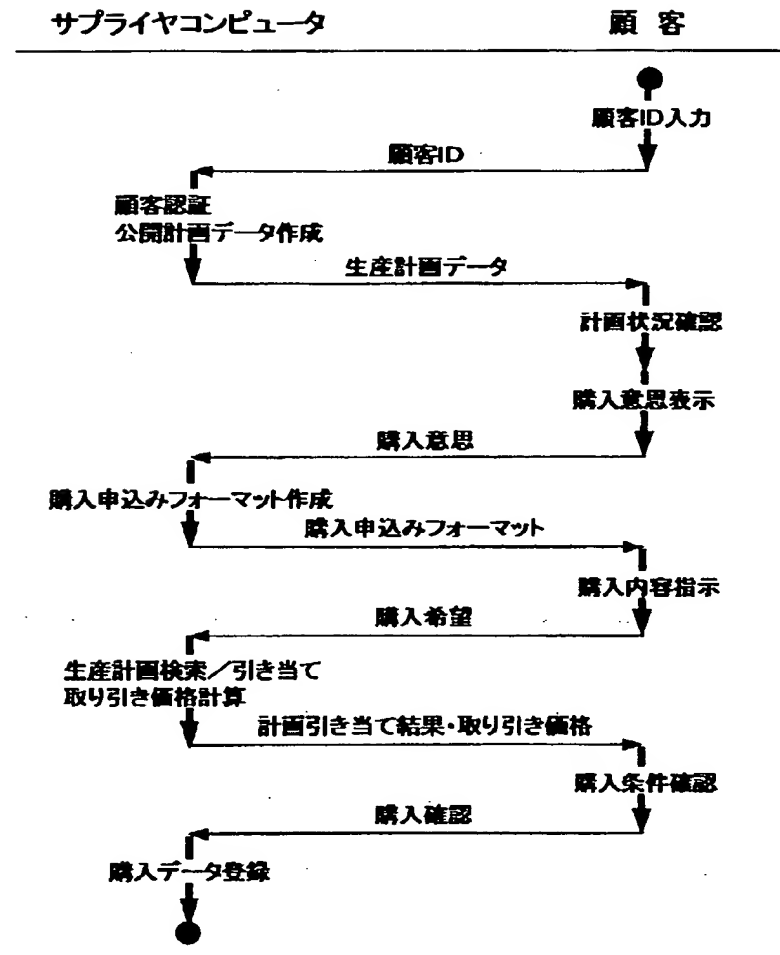 サプライヤコンピュータ
顧 客
顧客ID入力
顧客ID
顧客認証
公開計画データ作成
生産計画データ
計画状況確認
購入意思表示
購入意思
購入申込みフォーマット作成
購入申込みフォーマット
購入内容指示
購入希望
生産計画検索／引き当て
取り引き価格計算
計画引き当て結果・取り引き価格
購入条件確認
購入確認
購入データ登録